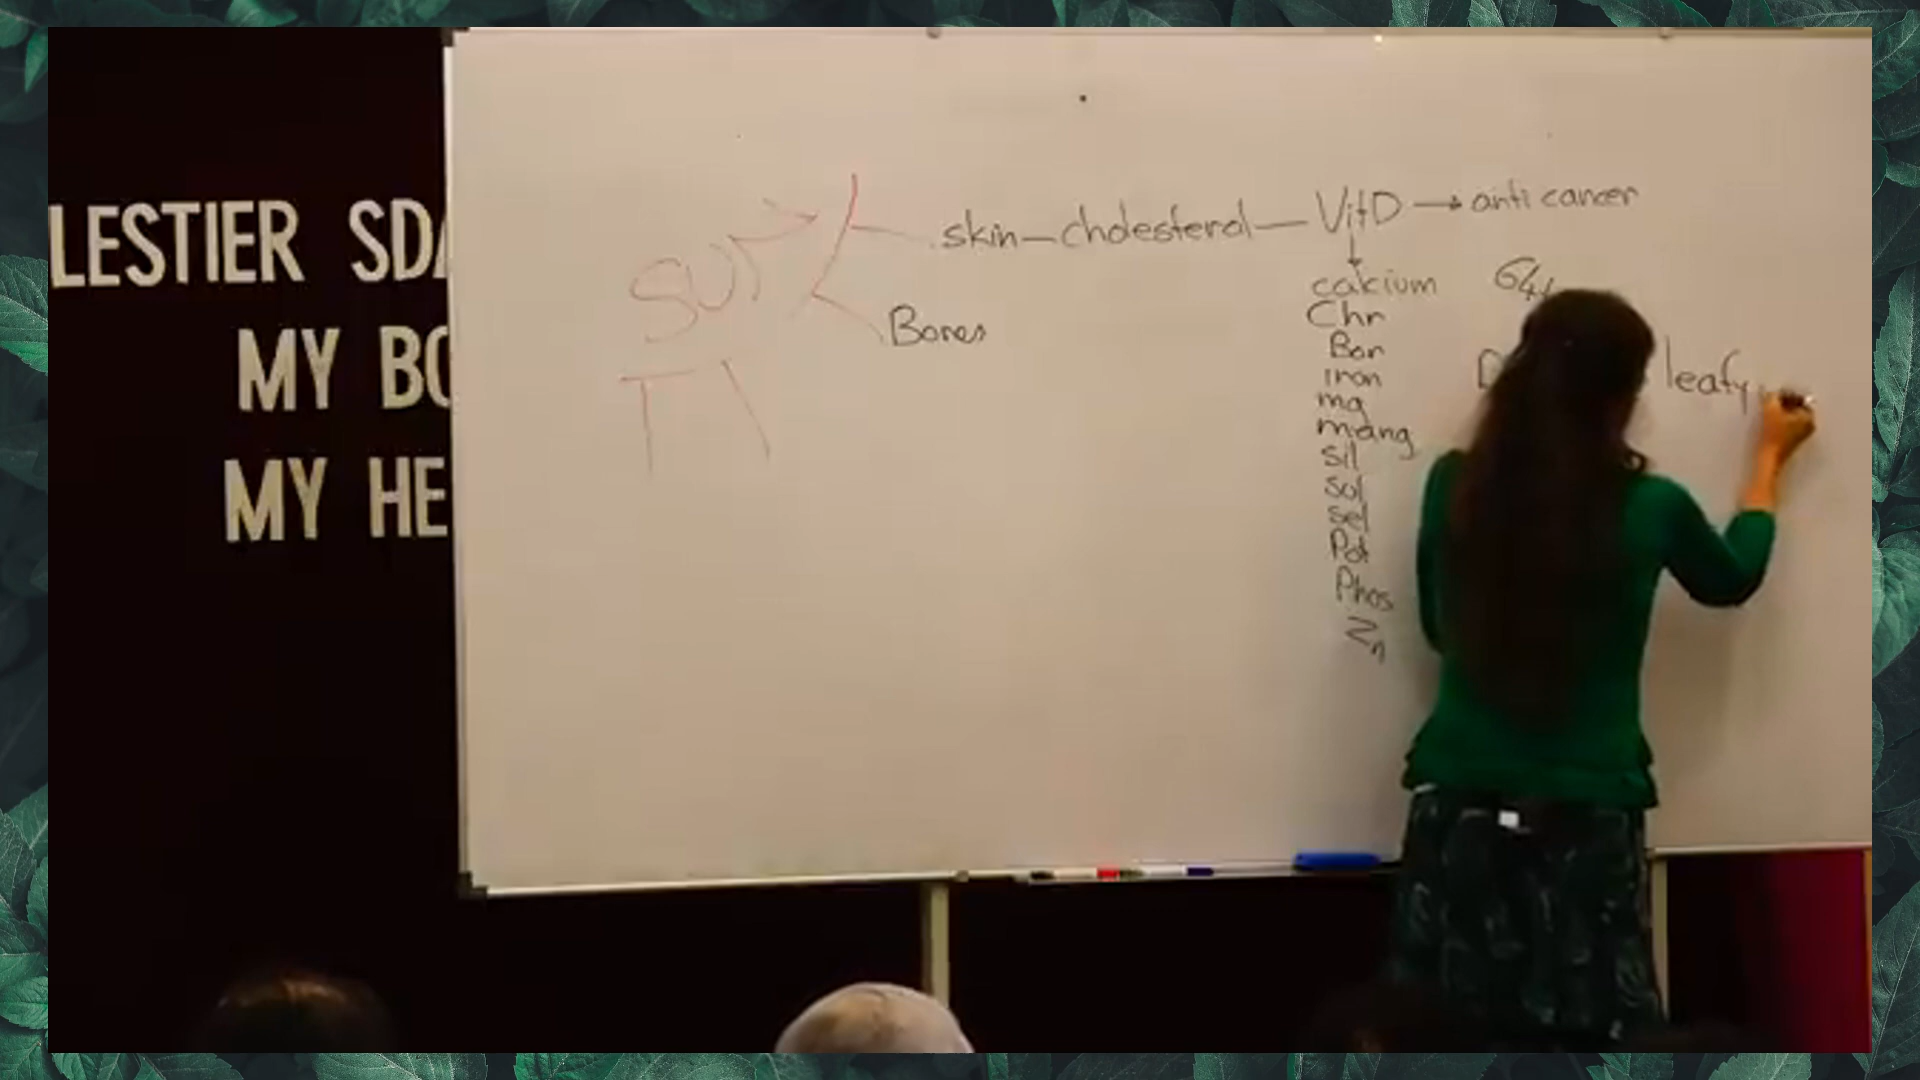 LESTIER SDA
MY BO
MY HE
SUN
skin—cholesterol—VitD→anti cancer
Bones
calcium
Chr
Bor
iron
mg
mang
sil
sol
sel
Pot
Phos
Zn
64
leafy